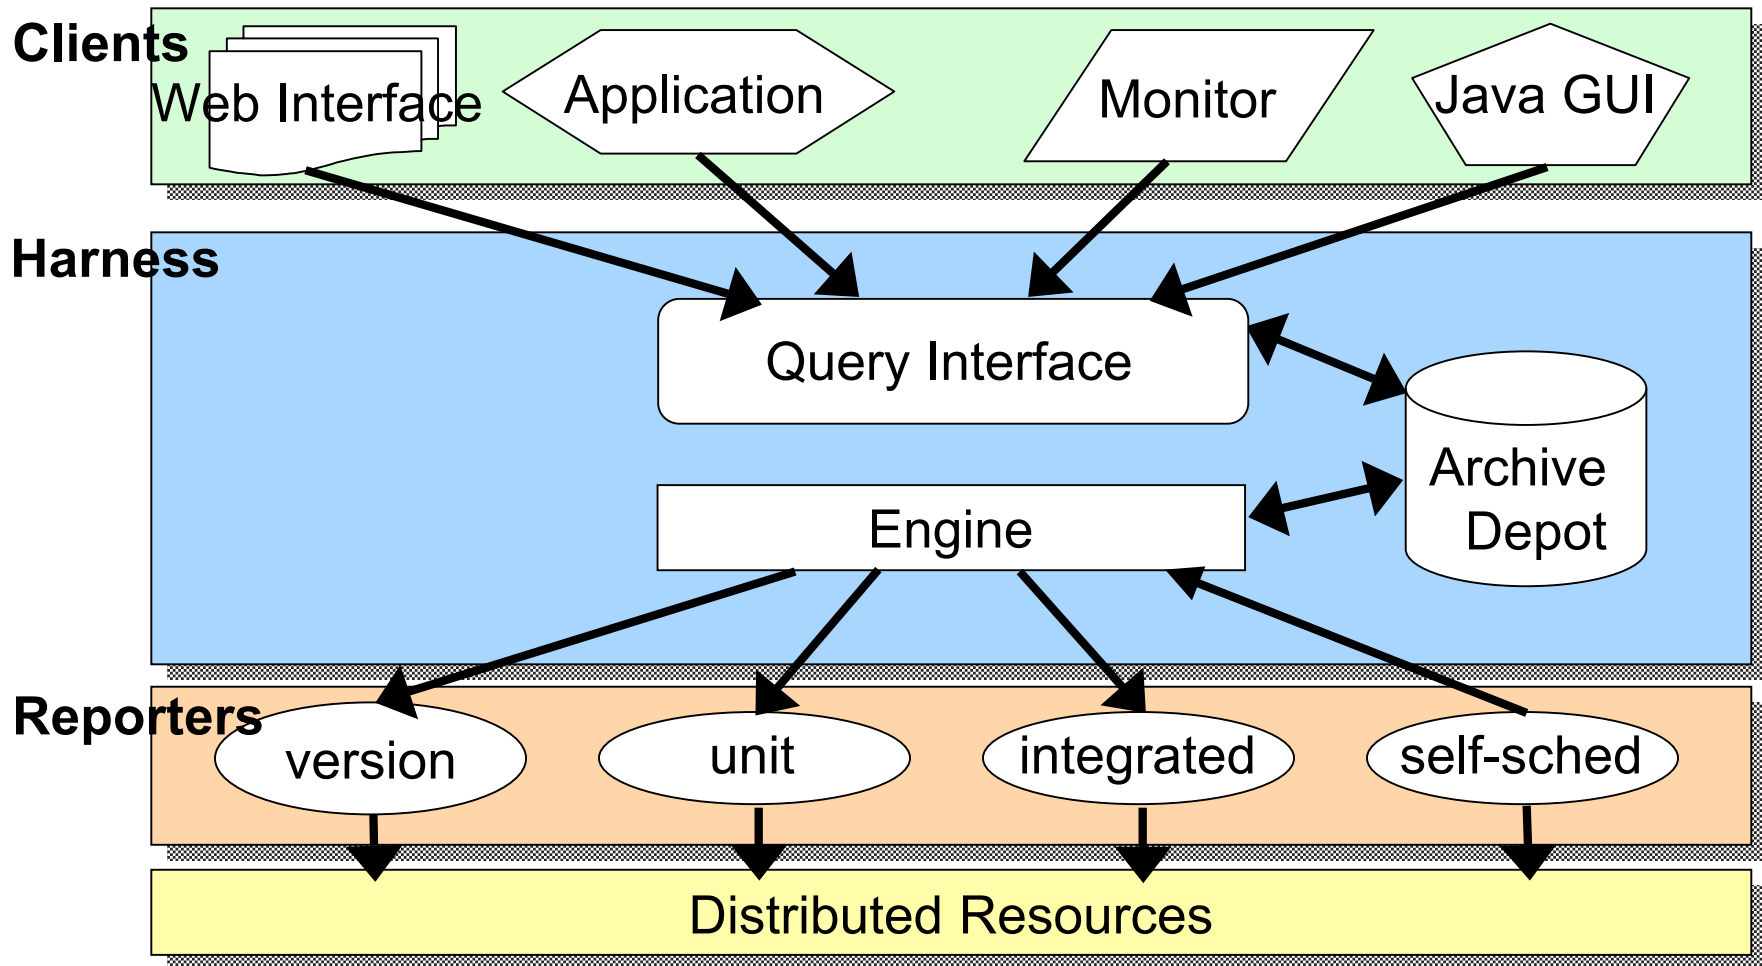 Clients
Web Interface
Application
Monitor
Java GUI
Harness
Query Interface
Archive
Depot
Engine
Reporters
version
unit
integrated
self-sched
Distributed Resources